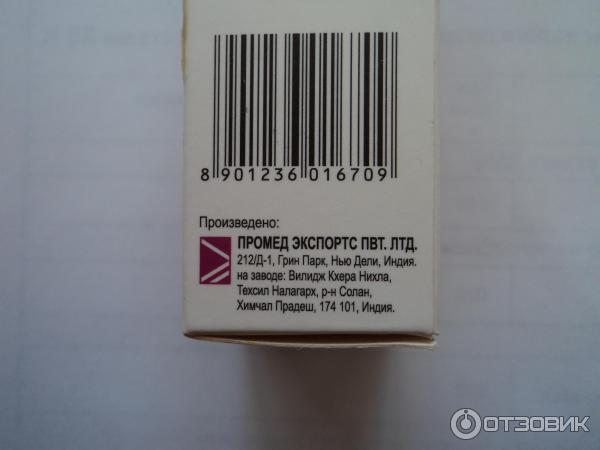 8 901236 016709
Произведено:
ПРОМЕД ЭКСПОРТС ПВТ. ЛТД.
212/Д-1, Грин Парк, Нью Дели, Индия.
на заводе: Вилидж Кхера Нихла,
Техсил Налагарх, р-н Солан,
Химчал Прадеш, 174 101, Индия.
ОТЗОВИК